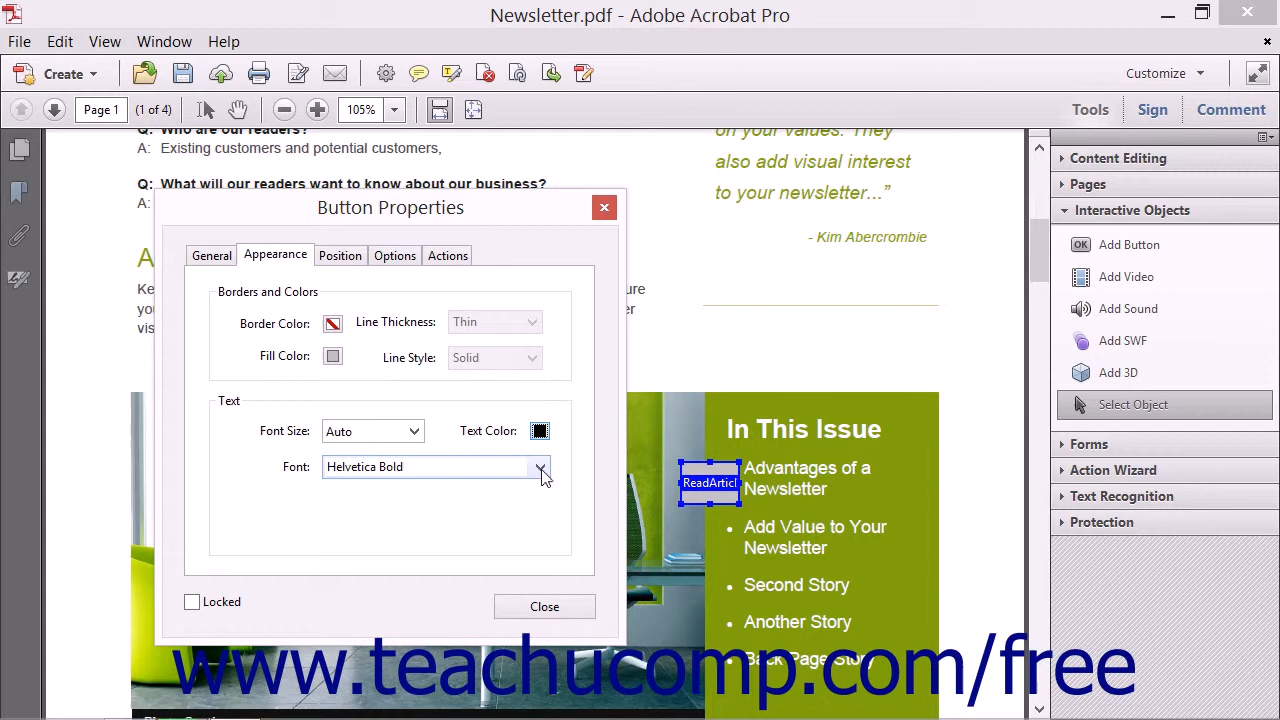 Newsletter.pdf - Adobe Acrobat Pro
File Edit View Window Help
Create
Customize
Page 1 (1 of 4) 105%
Tools Sign Comment
Q: Who are our readers?
A: Existing customers and potential customers,
Q: What will our readers want to know about our business?
A:
on your values. They
also add visual interest
to your newsletter…”
- Kim Abercrombie
Button Properties
General Appearance Position Options Actions
Borders and Colors
Border Color: Line Thickness: Thin
Fill Color: Line Style: Solid
Text
Font Size: Auto Text Color:
Font: Helvetica Bold
Locked
Close
In This Issue
ReadArticl
Advantages of a
Newsletter
• Add Value to Your
Newsletter
• Second Story
• Another Story
• Back Page Story
Content Editing
Pages
Interactive Objects
OK Add Button
Add Video
Add Sound
Add SWF
Add 3D
Select Object
Forms
Action Wizard
Text Recognition
Protection
www.teachucomp.com/free